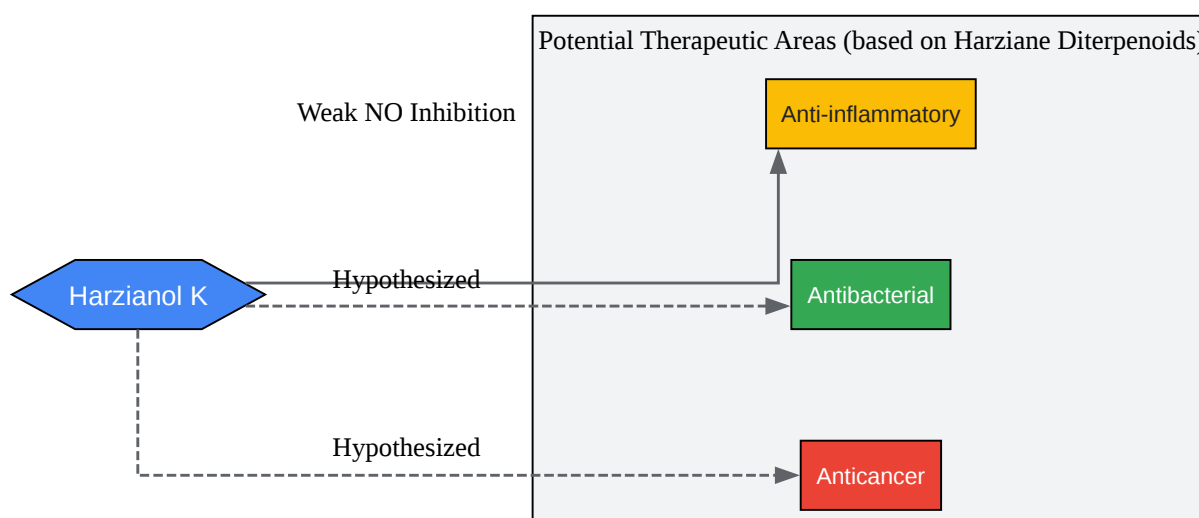 Potential Therapeutic Areas (based on Harziane Diterpenoids)
Weak NO Inhibition
Anti-inflammatory
Harzianol K
Hypothesized
Antibacterial
Hypothesized
Anticancer